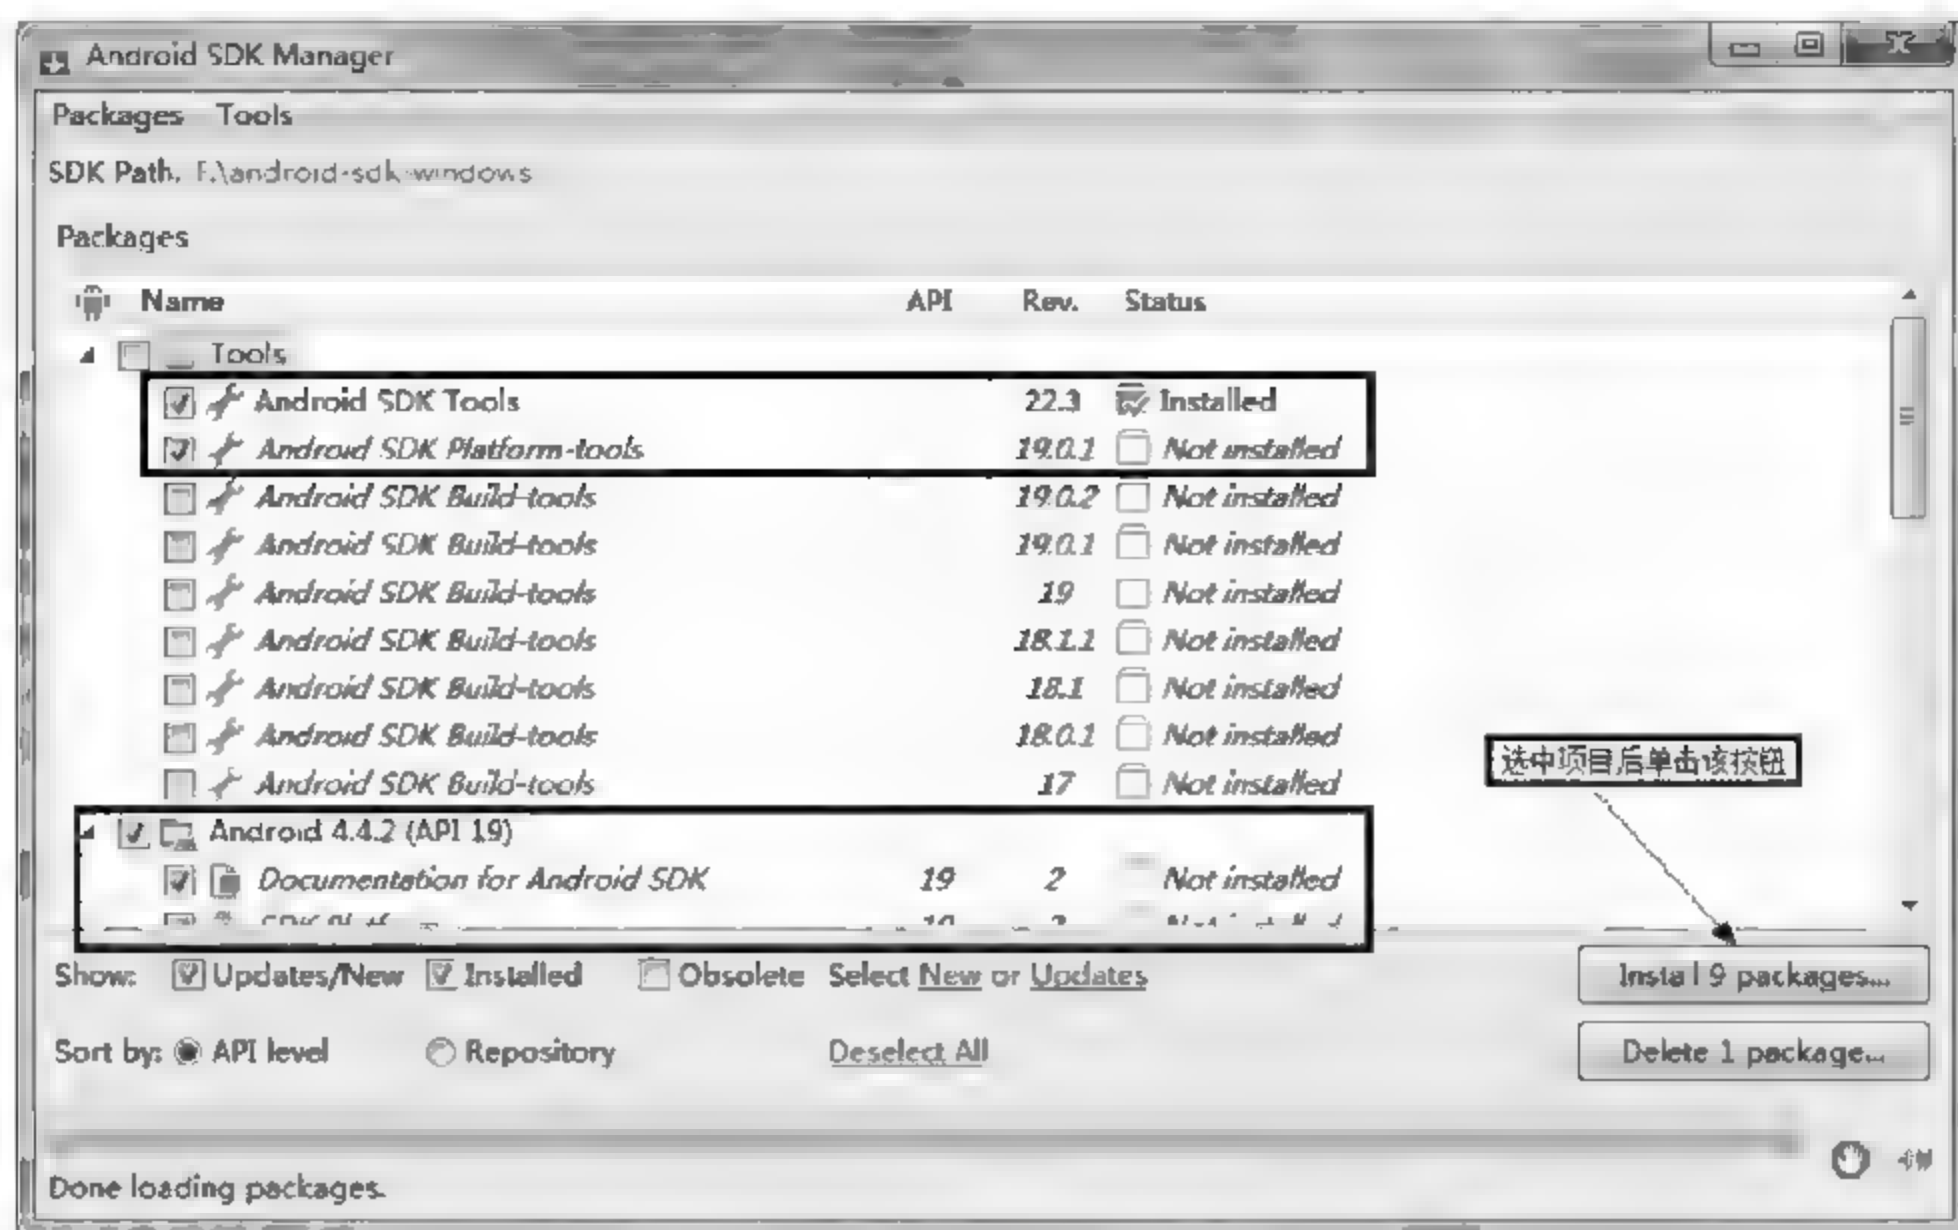 Android SDK Manager
Packages Tools
SDK Path. F:\android-sdk-windows
Packages
Name API Rev. Status
Tools
Android SDK Tools 22.3 Installed
Android SDK Platform-tools 19.0.1 Not installed
Android SDK Build-tools 19.0.2 Not installed
Android SDK Build-tools 19.0.1 Not installed
Android SDK Build-tools 19 Not installed
Android SDK Build-tools 18.1.1 Not installed
Android SDK Build-tools 18.1 Not installed
Android SDK Build-tools 18.0.1 Not installed
选中项目后单击该按钮
Android SDK Build-tools 17 Not installed
Android 4.4.2 (API 19)
Documentation for Android SDK 19 2 Not installed
Show: Updates/New Installed Obsolete Select New or Updates Install 9 packages...
Sort by: API level Repository Deselect All Delete 1 package...
Done loading packages.